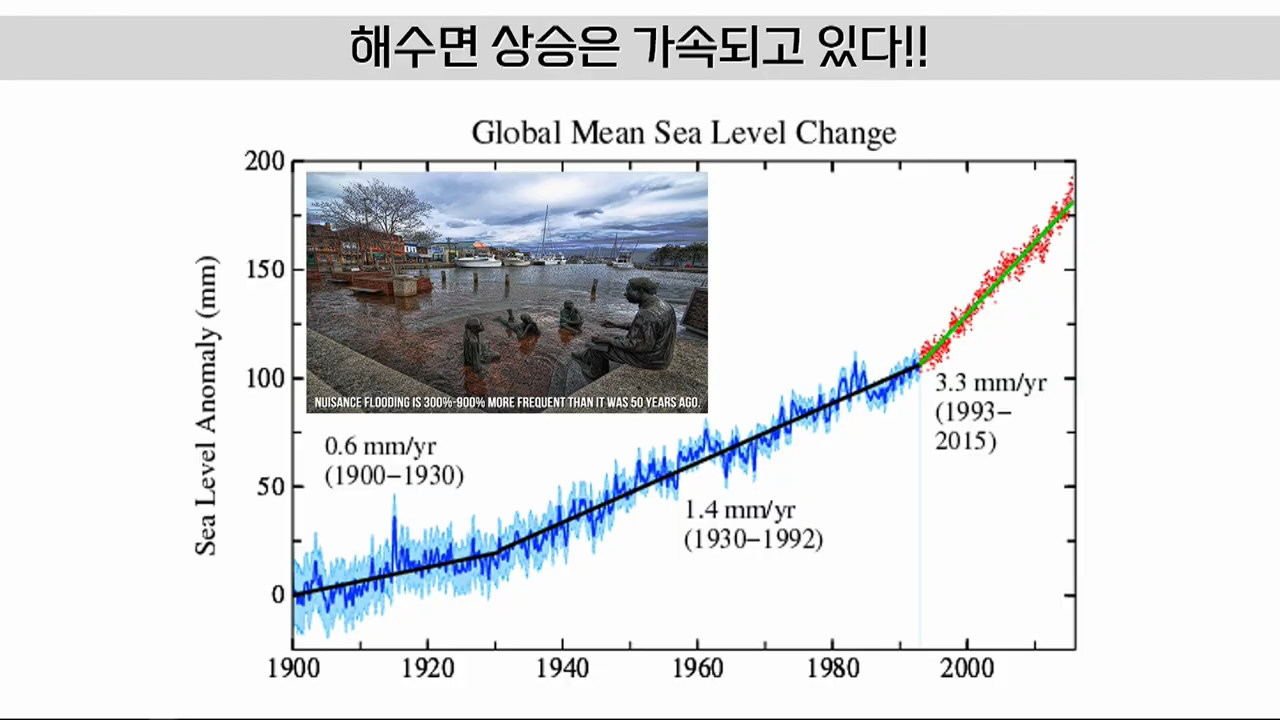 해수면 상승은 가속되고 있다!!
Global Mean Sea Level Change
200
150
100
50
0
Sea Level Anomaly (mm)
NUISANCE FLOODING IS 300%-900% MORE FREQUENT THAN IT WAS 50 YEARS AGO.
0.6 mm/yr
(1900−1930)
1.4 mm/yr
(1930−1992)
3.3 mm/yr
(1993−
2015)
1900 1920 1940 1960 1980 2000